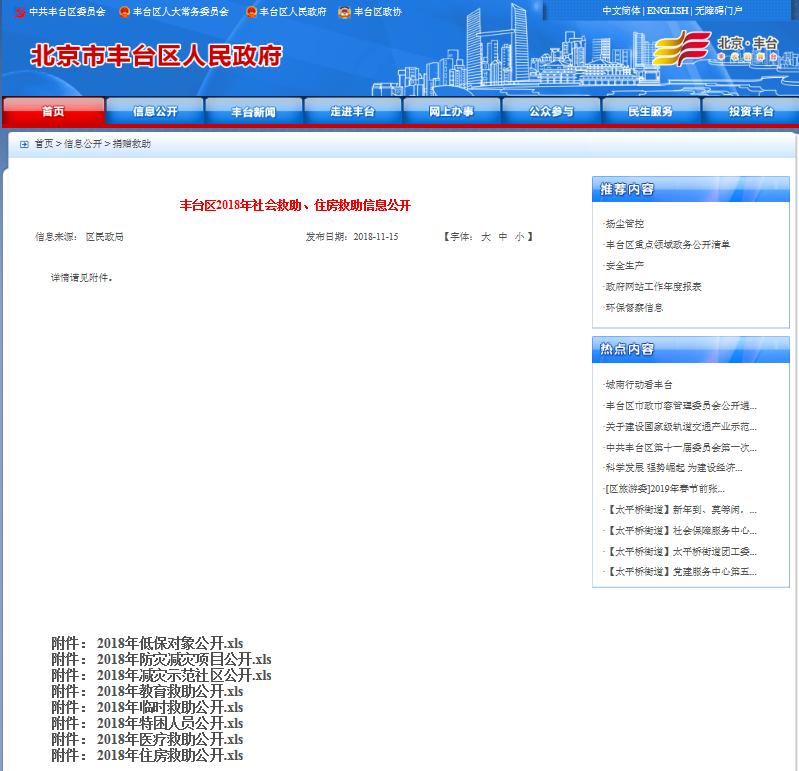 中共丰台区委员会 丰台区人大常务委员会 丰台区人民政府 丰台区政协 中文简体 | ENGLISH | 无障碍门户
北京市丰台区人民政府
北京·丰台
首页 信息公开 丰台新闻 走进丰台 网上办事 公众参与 民生服务 投资丰台
首页 > 信息公开 > 捐赠救助
丰台区2018年社会救助、住房救助信息公开
信息来源: 区民政局 发布日期: 2018-11-15 【字体: 大 中 小 】
详情请见附件。
附件: 2018年低保对象公开.xls
附件: 2018年防灾减灾项目公开.xls
附件: 2018年减灾示范社区公开.xls
附件: 2018年教育救助公开.xls
附件: 2018年临时救助公开.xls
附件: 2018年特困人员公开.xls
附件: 2018年医疗救助公开.xls
附件: 2018年住房救助公开.xls
推荐内容
·扬尘管控
·丰台区重点领域政务公开清单
·安全生产
·政府网站工作年度报表
·环保督察信息
热点内容
·城南行动看丰台
·丰台区市政市容管理委员会公开遴...
·关于建设国家级轨道交通产业示范...
·中共丰台区第十一届委员会第一次...
·科学发展 强势崛起 为建设经济...
·[区旅游委]2019年春节前张...
·【太平桥街道】新年到、莫等闲，...
·【太平桥街道】社会保障服务中心...
·【太平桥街道】太平桥街道团工委...
·【太平桥街道】党建服务中心第五...